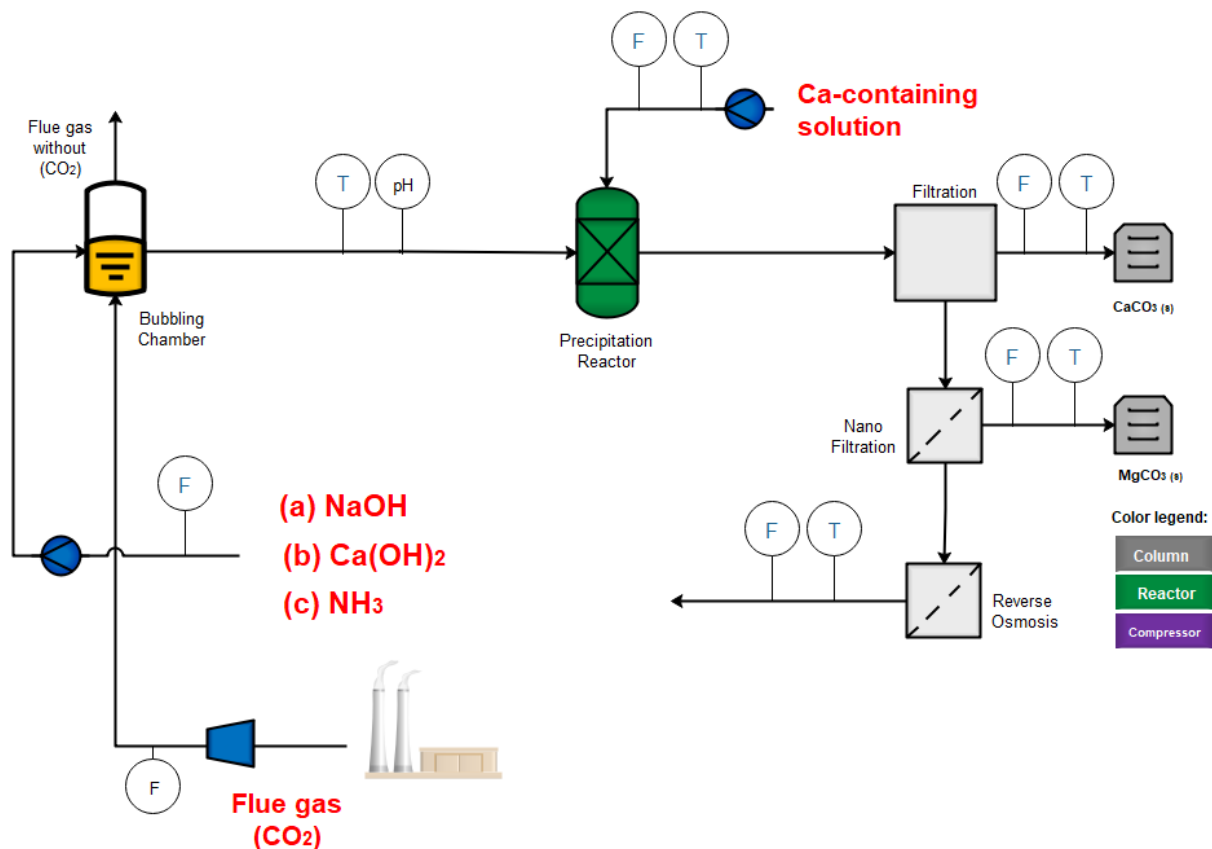 F
T
Ca-containing
solution
Flue gas
without
(CO₂)
T
pH
Filtration
F
T
Bubbling
Chamber
Precipitation
Reactor
CaCO₃ (s)
F
T
Nano
Filtration
MgCO₃ (s)
F
(a) NaOH
(b) Ca(OH)₂
(c) NH₃
F
T
Reverse
Osmosis
Color legend:
Column
Reactor
Compressor
F
Flue gas
(CO₂)